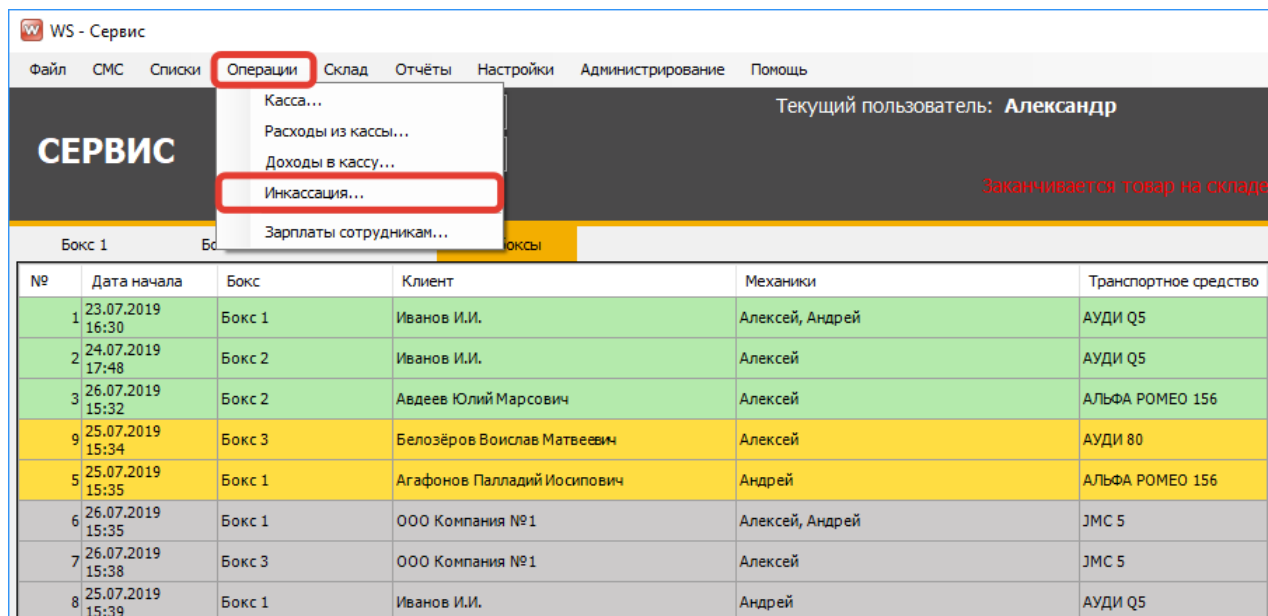 WS - Сервис
Файл СМС Списки Операции Склад Отчёты Настройки Администрирование Помощь
Касса...
Текущий пользователь: Александр
Расходы из кассы...
СЕРВИС
Доходы в кассу...
Инкассация...
Заканчивается товар на складе
Зарплаты сотрудникам...
Бокс 1 Бо оксы
№ Дата начала Бокс Клиент Механики Транспортное средство
1 23.07.2019 16:30 Бокс 1 Иванов И.И. Алексей, Андрей АУДИ Q5
2 24.07.2019 17:48 Бокс 2 Иванов И.И. Алексей АУДИ Q5
3 26.07.2019 15:32 Бокс 2 Авдеев Юлий Марсович Алексей АЛЬФА РОМЕО 156
9 25.07.2019 15:34 Бокс 3 Белозёров Воислав Матвеевич Алексей АУДИ 80
5 25.07.2019 15:35 Бокс 1 Агафонов Палладий Иосипович Андрей АЛЬФА РОМЕО 156
6 26.07.2019 15:35 Бокс 1 ООО Компания №1 Алексей, Андрей JMC 5
7 26.07.2019 15:38 Бокс 3 ООО Компания №1 Алексей JMC 5
8 25.07.2019 15:39 Бокс 1 Иванов И.И. Андрей АУДИ Q5